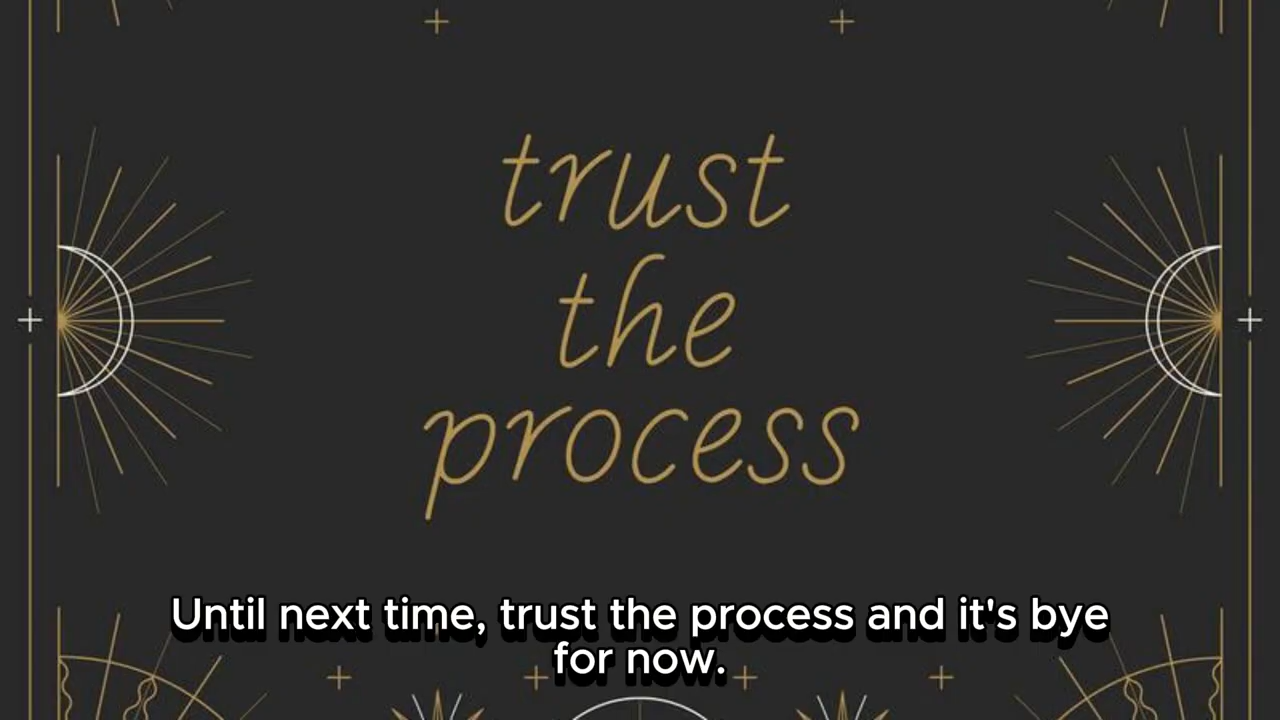 trust
the
process
Until next time, trust the process and it's bye
for now.